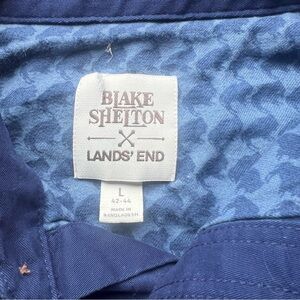 BLAKE
SHELTON
LANDS' END
L
42-44
MADE IN
BANGLADESH